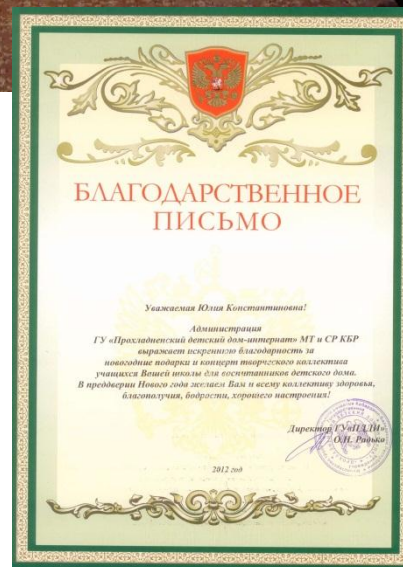 БЛАГОДАРСТВЕННОЕ
ПИСЬМО
Уважаемая Юлия Константиновна!
Администрация
ГУ «Прохладненский детский дом-интернат» МТ и СР КБР
выражает искреннюю благодарность за
новогодние подарки и концерт творческого коллектива
учащихся Вашей школы для воспитанников детского дома.
В преддверии Нового года желаем Вам и всему коллективу здоровья,
благополучия, бодрости, хорошего настроения!
Директор ГУ«ПДДИ»
О.Н. Радько
2012 год